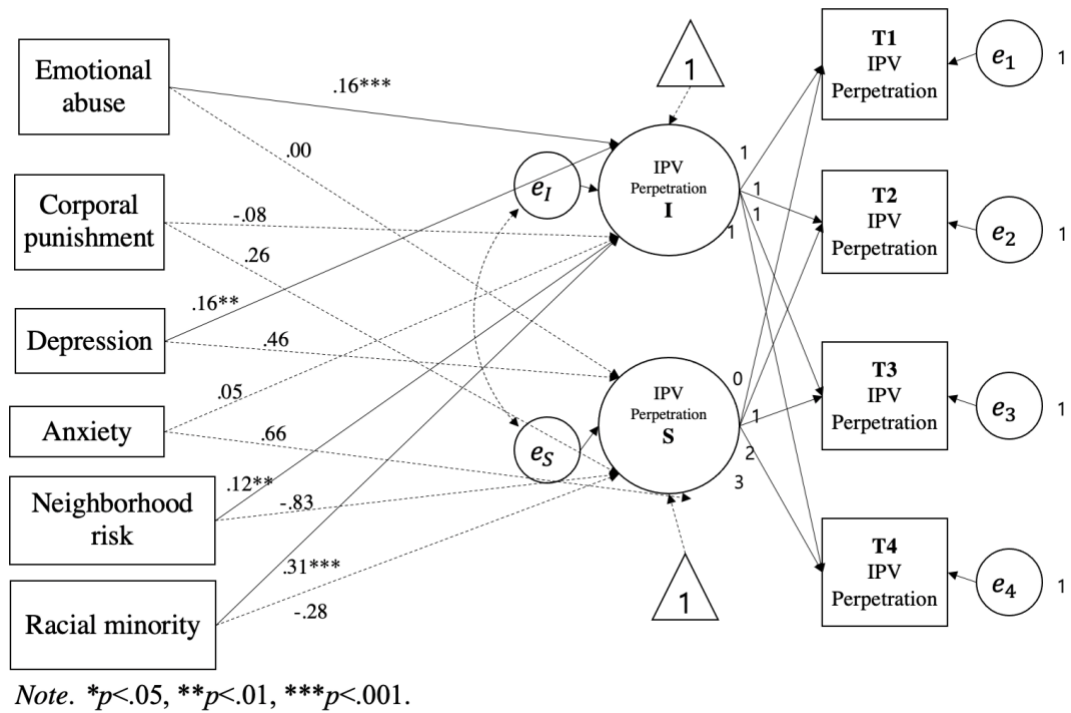 Emotional
abuse
Corporal
punishment
Depression
Anxiety
Neighborhood
risk
Racial minority
.16***
.00
-.08
.26
.16**
.46
.05
.66
.12**
-.83
.31***
-.28
1
IPV
Perpetration
I
eI
IPV
Perpetration
S
eS
1
1
1
1
1
0
1
2
3
T1
IPV
Perpetration
e1
1
T2
IPV
Perpetration
e2
1
T3
IPV
Perpetration
e3
1
T4
IPV
Perpetration
e4
1
Note. *p<.05, **p<.01, ***p<.001.